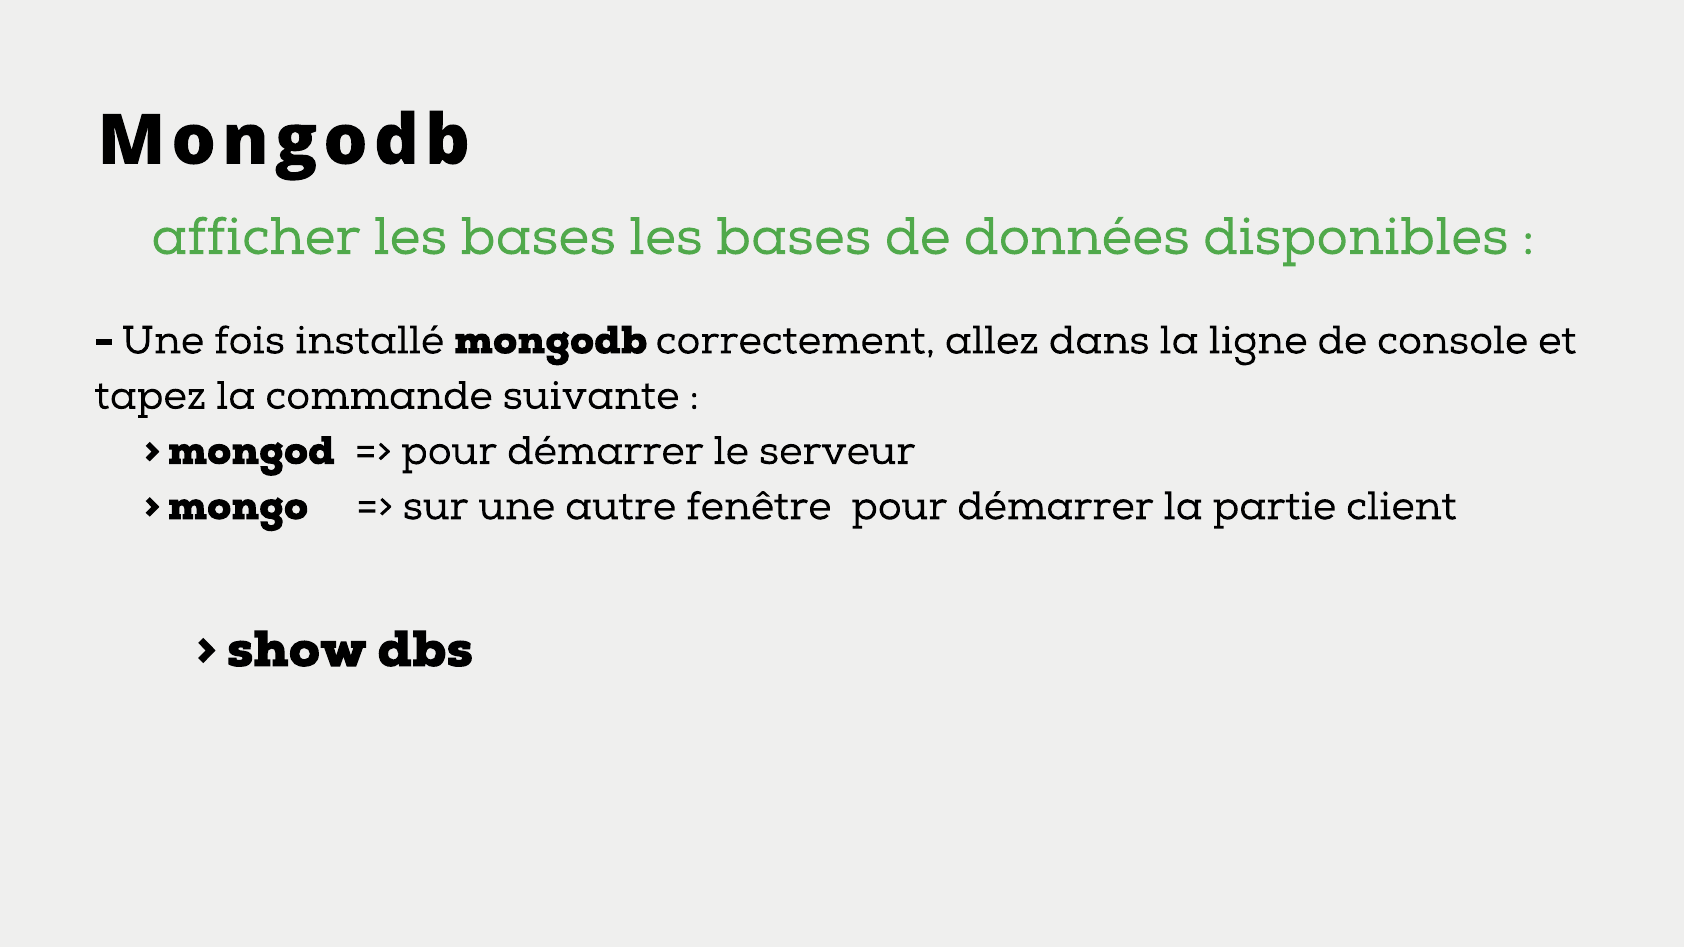 Mongodb
afficher les bases les bases de données disponibles :
- Une fois installé mongodb correctement, allez dans la ligne de console et
tapez la commande suivante :
> mongod => pour démarrer le serveur
> mongo => sur une autre fenêtre pour démarrer la partie client
> show dbs